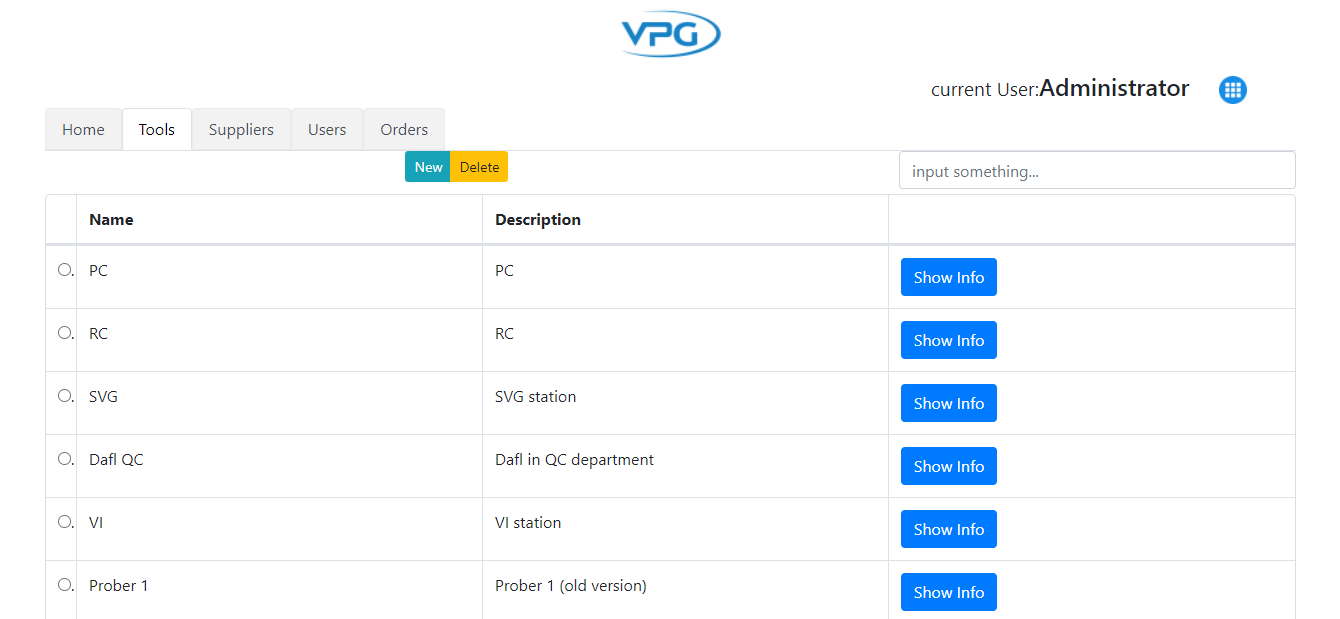 VPG
current User:Administrator
Home Tools Suppliers Users Orders
New Delete input something...
Name Description
PC PC Show Info
RC RC Show Info
SVG SVG station Show Info
Dafl QC Dafl in QC department Show Info
VI VI station Show Info
Prober 1 Prober 1 (old version) Show Info